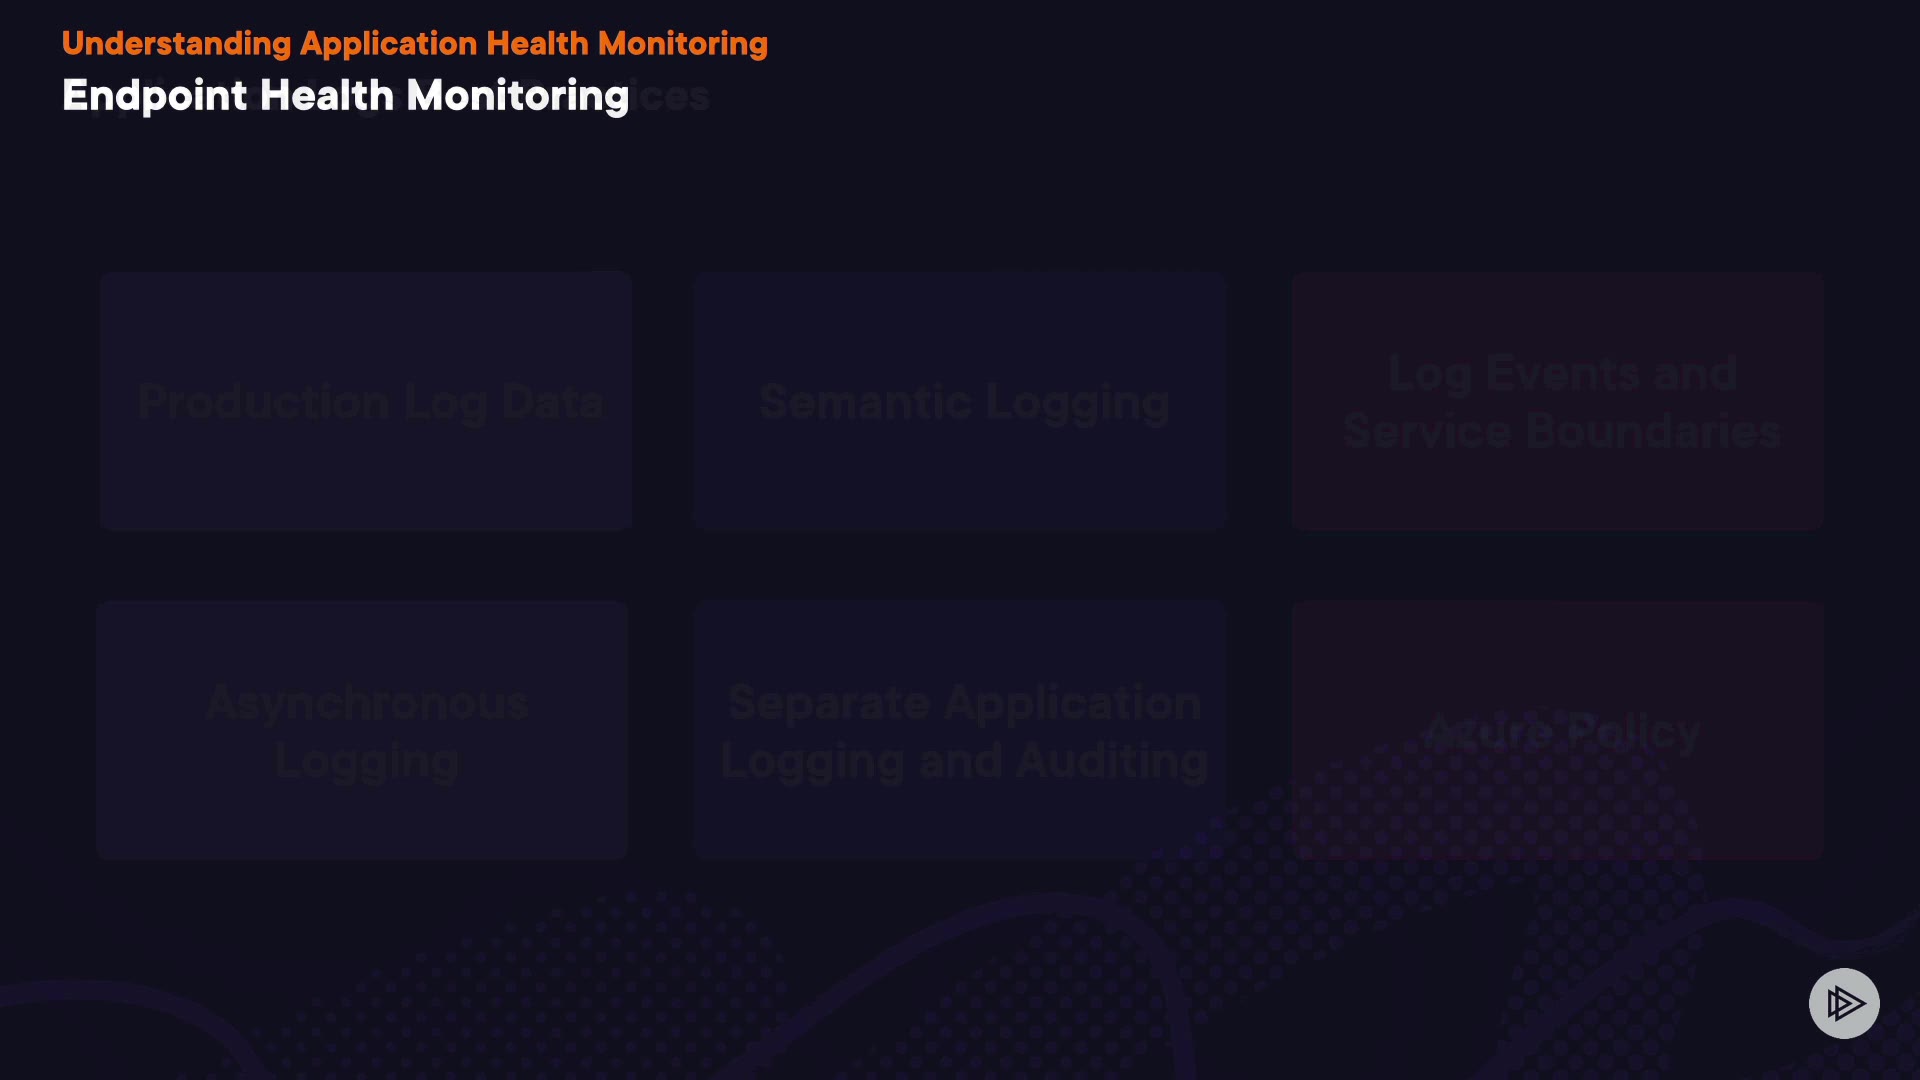 Understanding Application Health Monitoring
Endpoint Health Monitoring
Production Log Data
Semantic Logging
Log Events and
Service Boundaries
Asynchronous
Logging
Separate Application
Logging and Auditing
Azure Policy